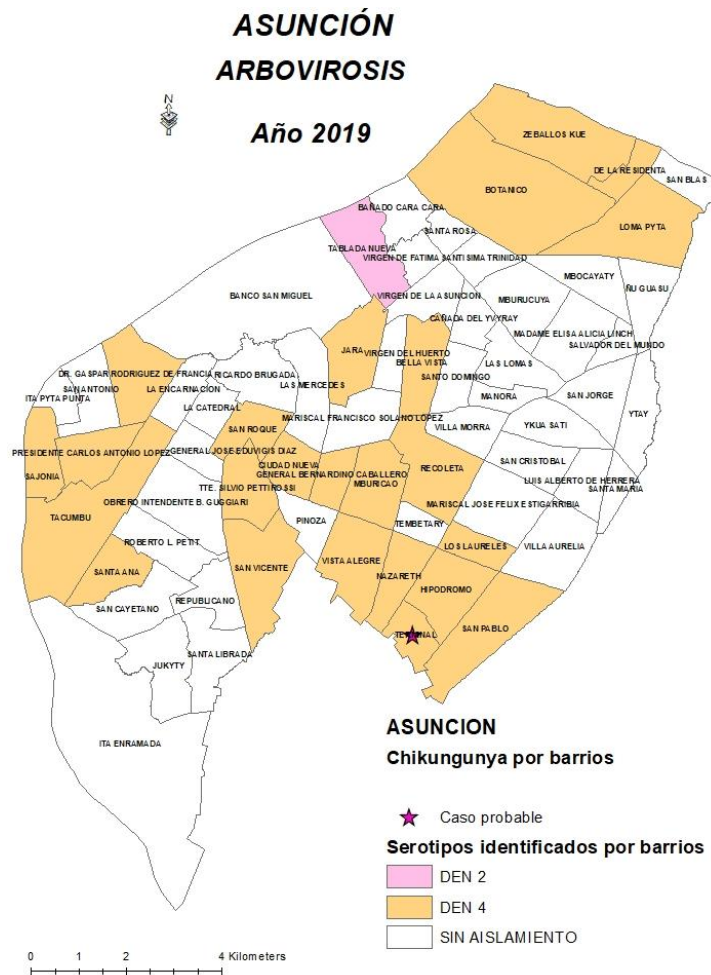 ASUNCIÓN
ARBOVIROSIS
Año 2019
N
ZEBALLOS KUE
DE LA RESIDENTA
SAN BLAS
BOTANICO
BAÑADO CARA CARA
LOMA PYTA
SANTA ROSA
TABLADA NUEVA
VIRGEN DE FATIMA
SANTISIMA TRINIDAD
MBOCAYATY
ÑU GUASU
BANCO SAN MIGUEL
VIRGEN DE LA ASUNCION
MBURUCUYA
CAÑADA DEL YVYRAY
MADAME ELISA ALICIA LINCH
SALVADOR DEL MUNDO
JARA
VIRGEN DEL HUERTO
BELLA VISTA
LAS LOMAS
DR. GASPAR RODRIGUEZ DE FRANCIA
RICARDO BRUGADA
SANTO DOMINGO
SAN ANTONIO
LA ENCARNACION
LAS MERCEDES
MANORA
SAN JORGE
ITA PYTA PUNTA
LA CATEDRAL
MARISCAL FRANCISCO SOLANO LOPEZ
YTAY
SAN ROQUE
VILLA MORRA
YKUA SATI
PRESIDENTE CARLOS ANTONIO LOPEZ
GENERAL JOSE EDUVIGIS DIAZ
SAN CRISTOBAL
CIUDAD NUEVA
RECOLETA
SAJONIA
GENERAL BERNARDINO CABALLERO
MBURICAO
LUIS ALBERTO DE HERRERA
TTE. SILVIO PETTIROSSI
SANTA MARIA
OBRERO INTENDENTE B. GUGGIARI
MARISCAL JOSE FELIX ESTIGARRIBIA
TACUMBU
PINOZA
TEMBETARY
ROBERTO L. PETIT
LOS LAURELES
VILLA AURELIA
SANTA ANA
SAN VICENTE
VISTA ALEGRE
NAZARETH
HIPODROMO
REPUBLICANO
SAN CAYETANO
TERMINAL
SAN PABLO
SANTA LIBRADA
JUKYTY
ITA ENRAMADA
ASUNCION
Chikungunya por barrios
Caso probable
Serotipos identificados por barrios
DEN 2
DEN 4
SIN AISLAMIENTO
0 1 2 4 Kilometers